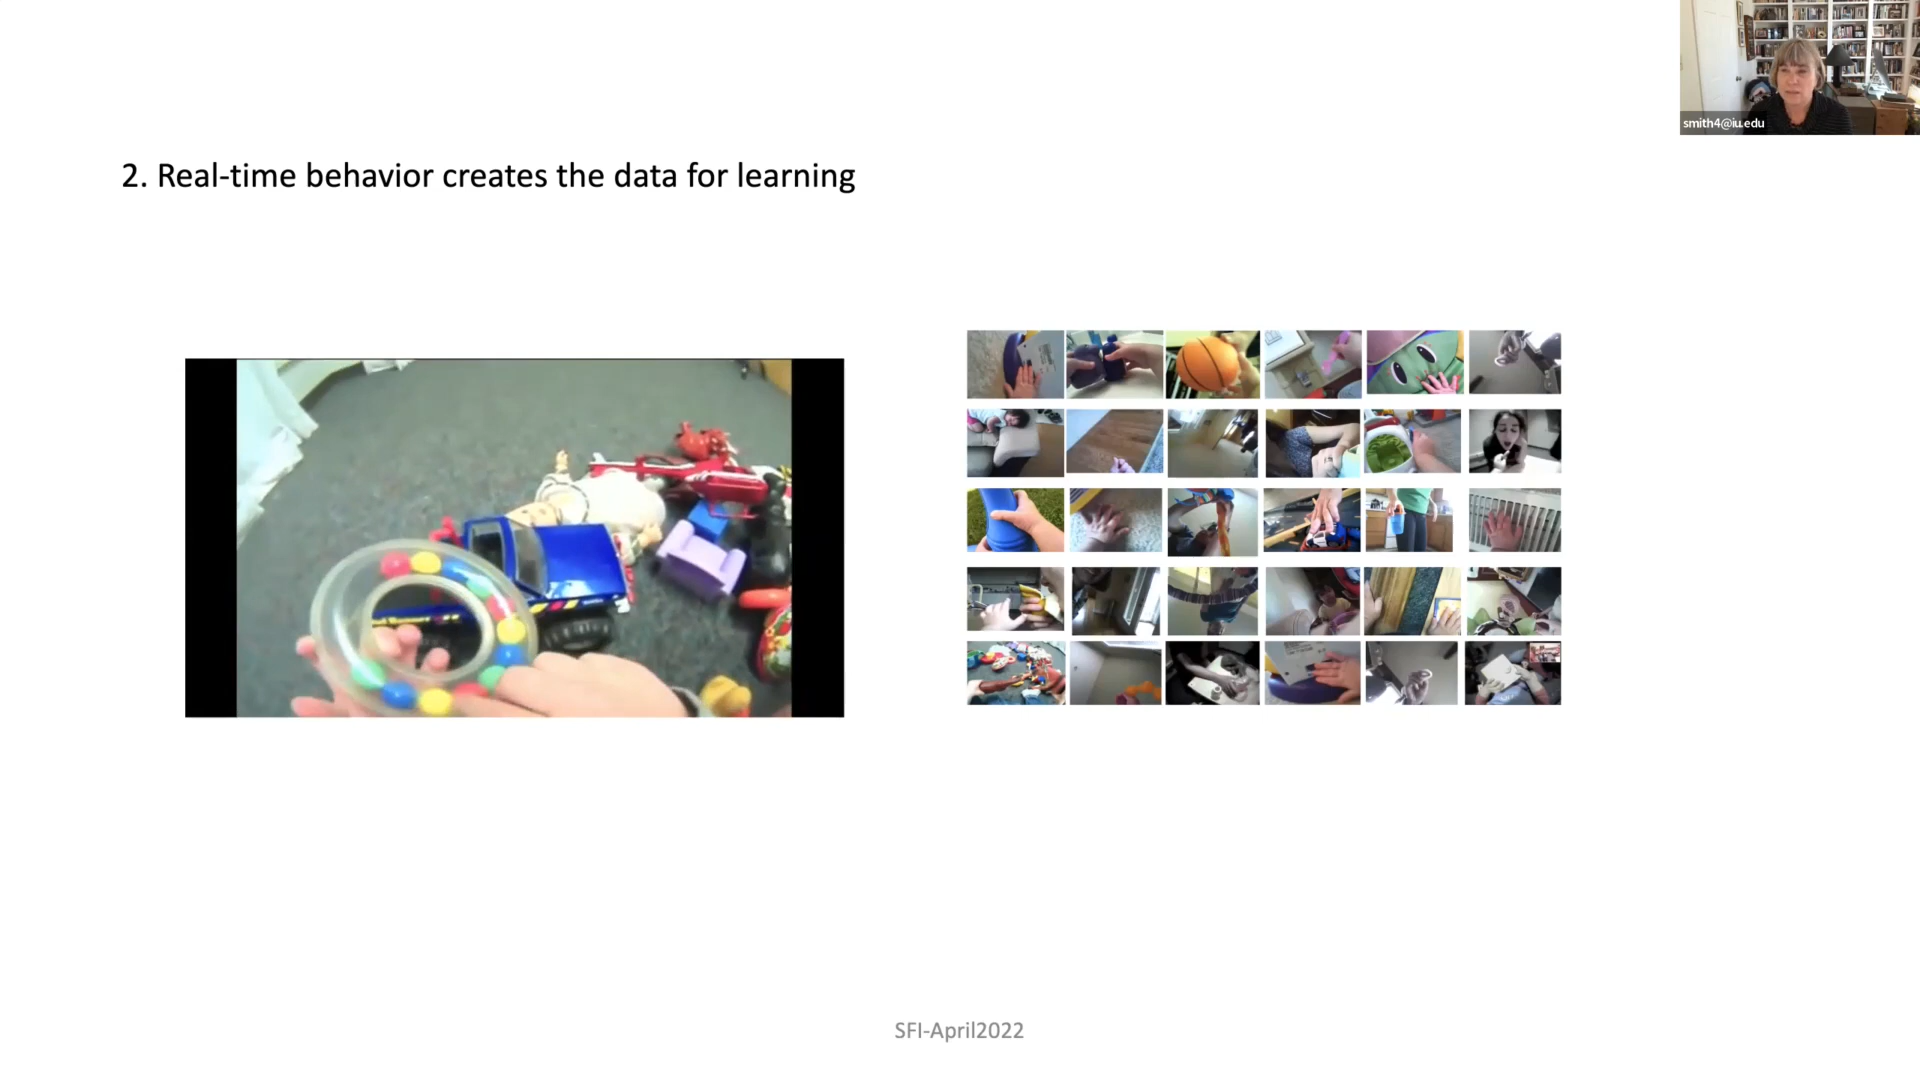 smith4@iu.edu
2. Real-time behavior creates the data for learning
SFI-April2022